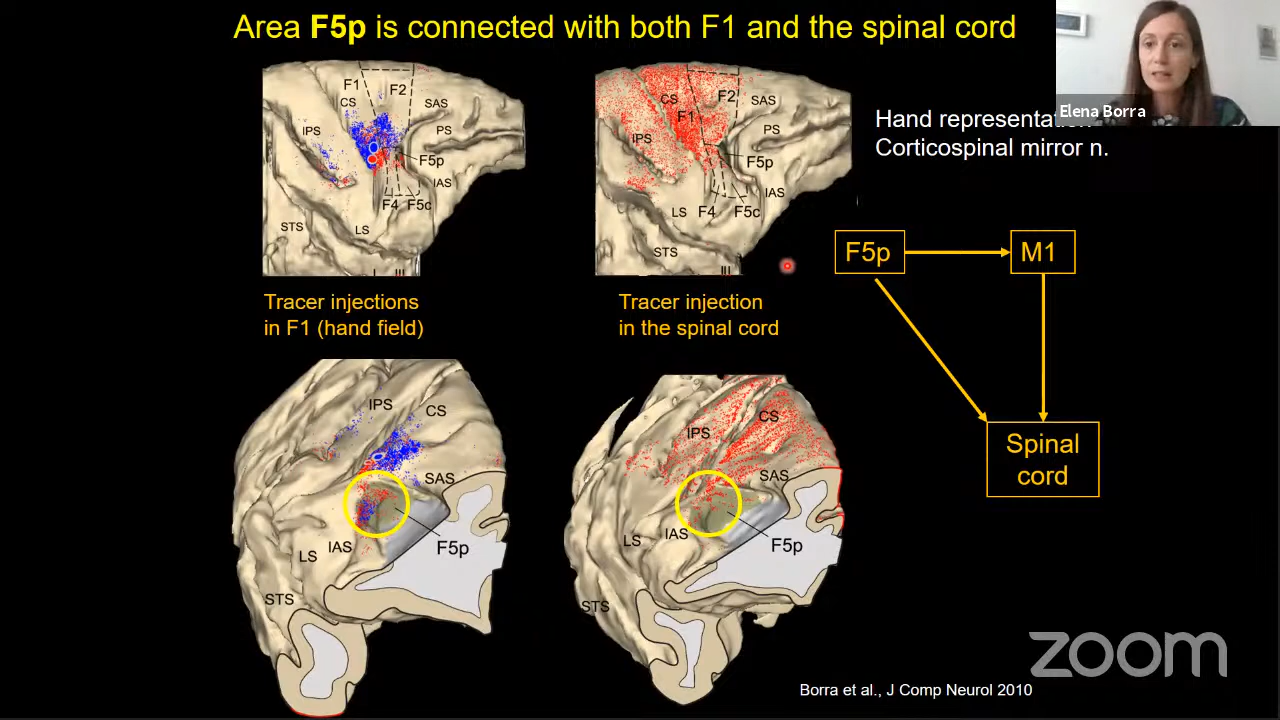 Area F5p is connected with both F1 and the spinal cord
Elena Borra
F1
F2
CS
SAS
IPS
PS
F5p
IAS
F4
F5c
STS
LS
I
III
CS
F2
SAS
F1
IPS
PS
F5p
IAS
LS
F4
F5c
STS
III
Hand
Corticospinal mirror n.
F5p
M1
Spinal
cord
Tracer injections
in F1 (hand field)
Tracer injection
in the spinal cord
IPS
CS
SAS
IAS
F5p
LS
STS
CS
IPS
SAS
IAS
LS
F5p
STS
zoom
Borra et al., J Comp Neurol 2010